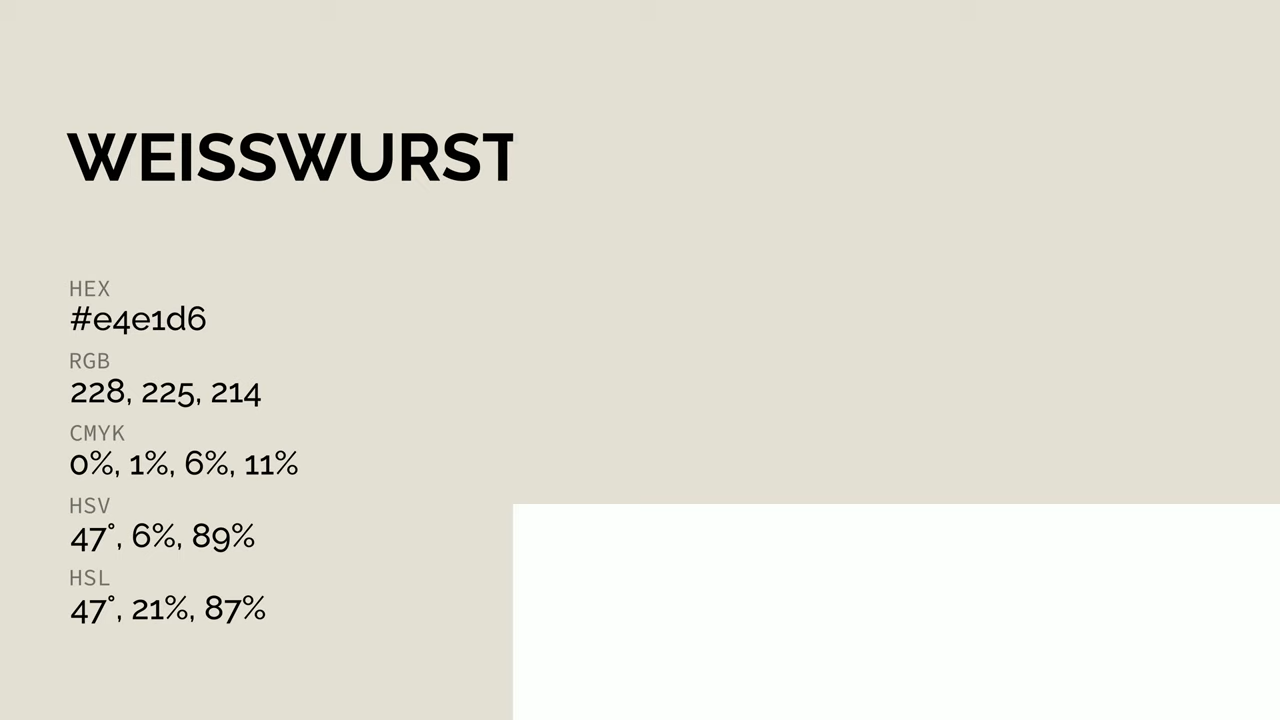 WEISSWURST
HEX
#e4e1d6
RGB
228, 225, 214
CMYK
0%, 1%, 6%, 11%
HSV
47°, 6%, 89%
HSL
47°, 21%, 87%